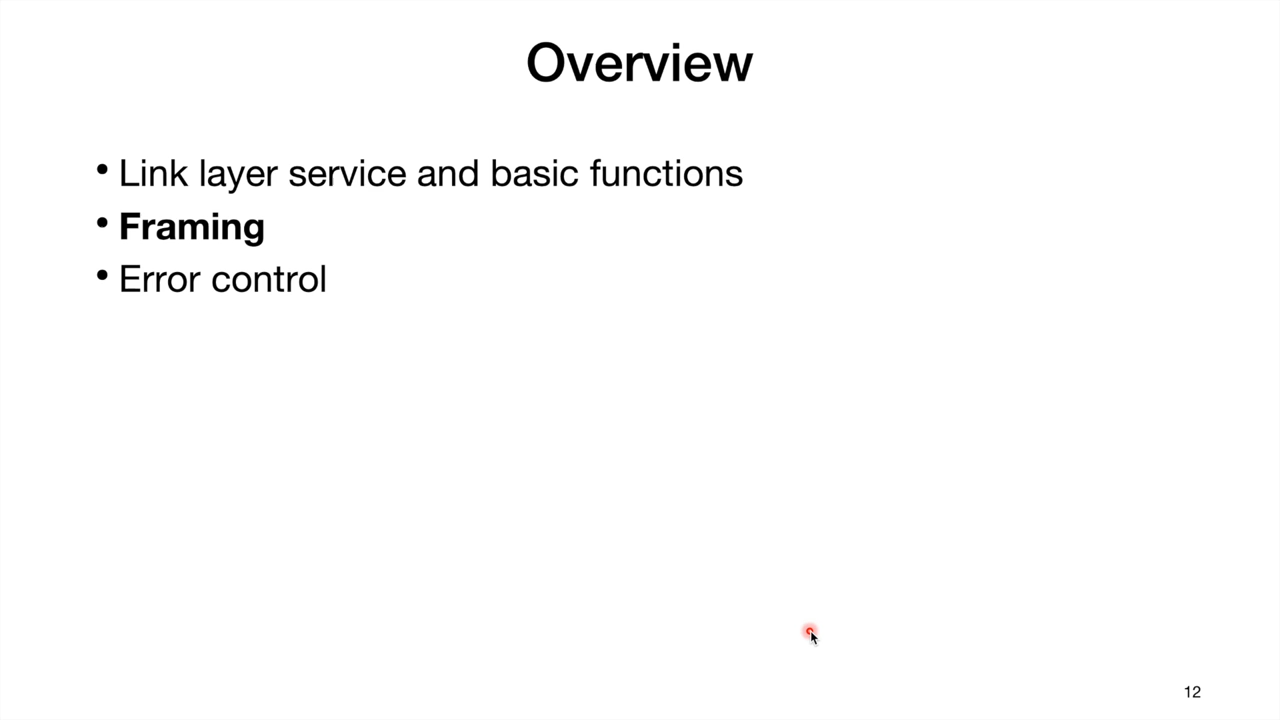 Overview
• Link layer service and basic functions
• Framing
• Error control
12